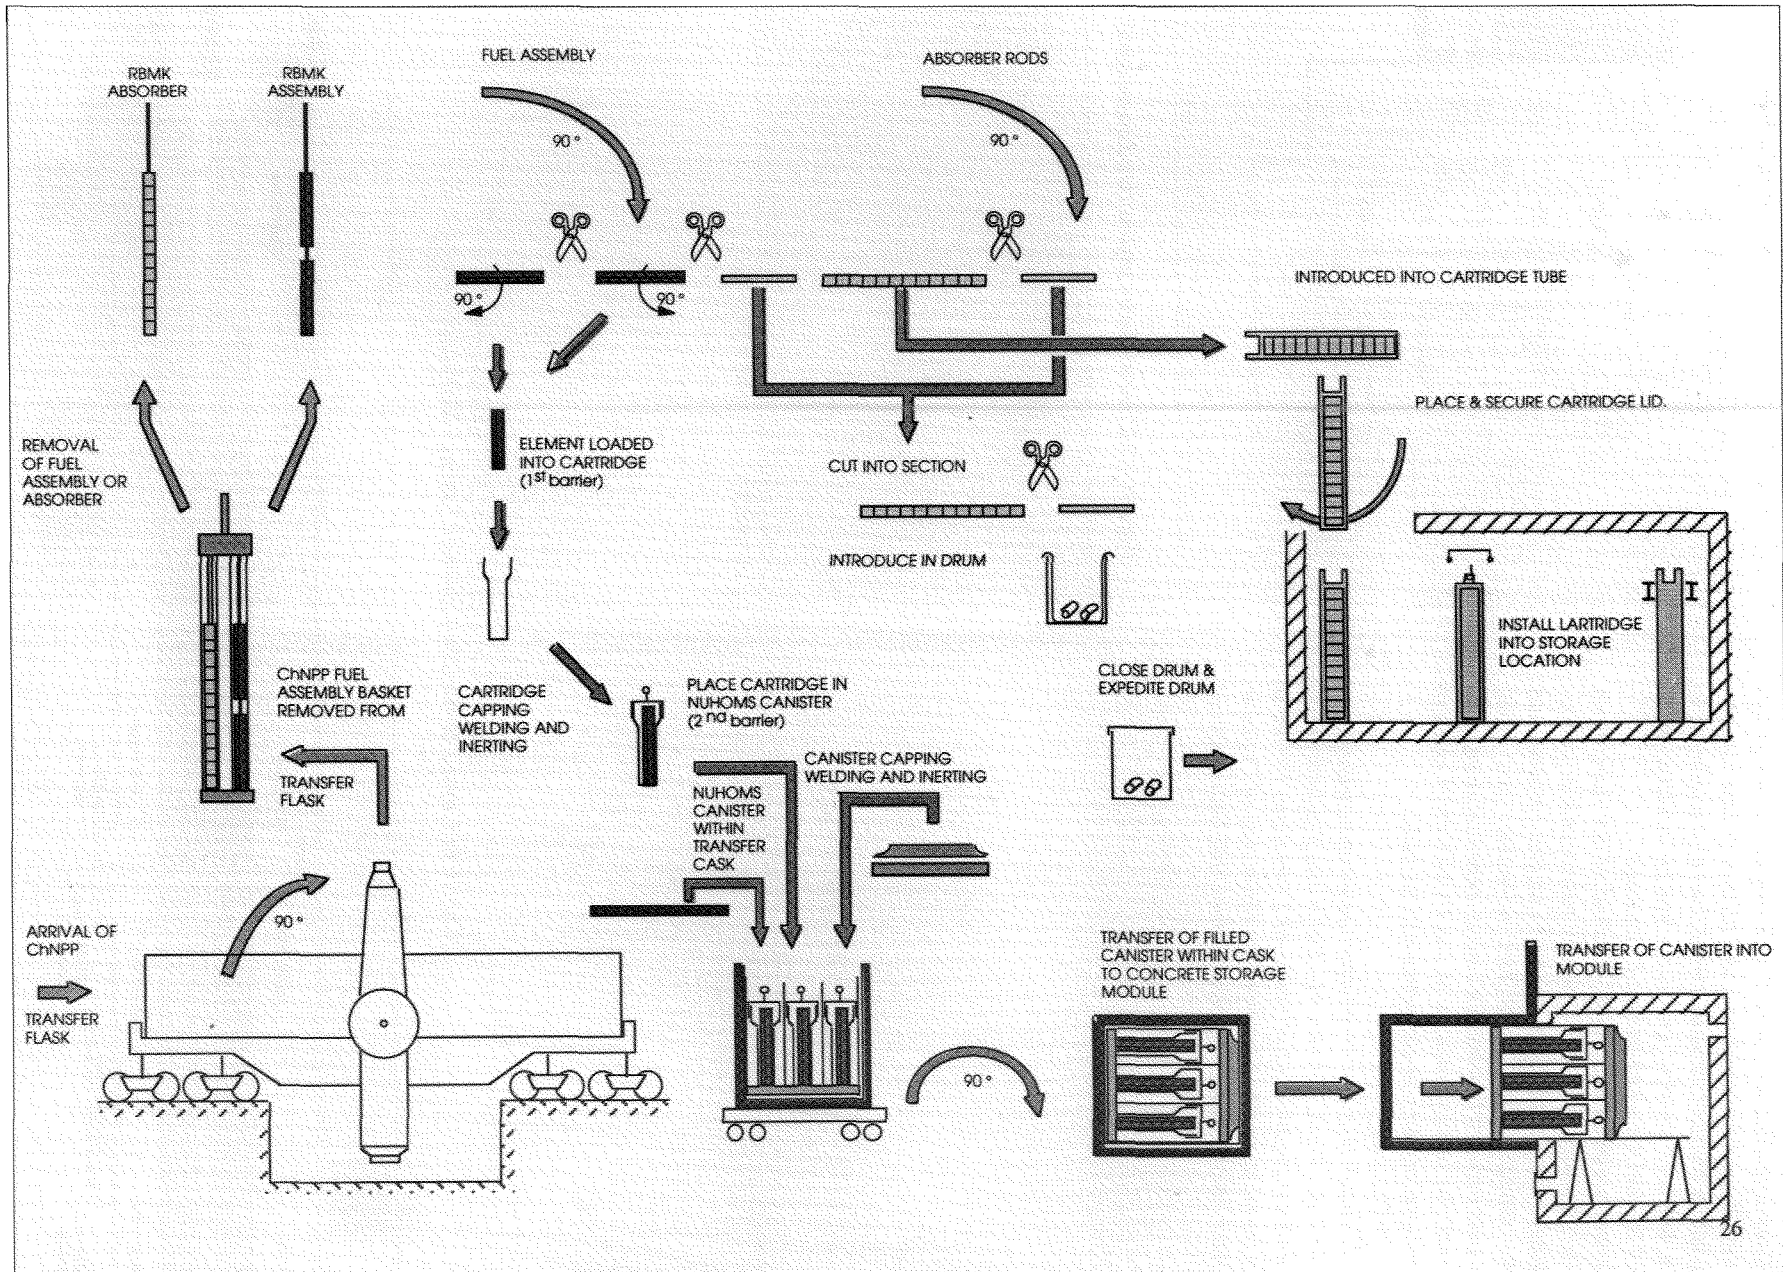 FUEL ASSEMBLY
ABSORBER RODS
RBMK
ABSORBER
RBMK
ASSEMBLY
90°
90°
90°
90°
INTRODUCED INTO CARTRIDGE TUBE
PLACE & SECURE CARTRIDGE LID.
REMOVAL
OF FUEL
ASSEMBLY OR
ABSORBER
ELEMENT LOADED
INTO CARTRIDGE
(1ST barrier)
CUT INTO SECTION
INTRODUCE IN DRUM
INSTALL LARTRIDGE
INTO STORAGE
LOCATION
ChNPP FUEL
ASSEMBLY BASKET
REMOVED FROM
TRANSFER
FLASK
CARTRIDGE
CAPPING
WELDING AND
INERTING
PLACE CARTRIDGE IN
NUHOMS CANISTER
(2nd barrier)
CLOSE DRUM &
EXPEDITE DRUM
CANISTER CAPPING
WELDING AND INERTING
NUHOMS
CANISTER
WITHIN
TRANSFER
CASK
90°
ARRIVAL OF
ChNPP
TRANSFER
FLASK
90°
TRANSFER OF FILLED
CANISTER WITHIN CASK
TO CONCRETE STORAGE
MODULE
TRANSFER OF CANISTER INTO
MODULE
26